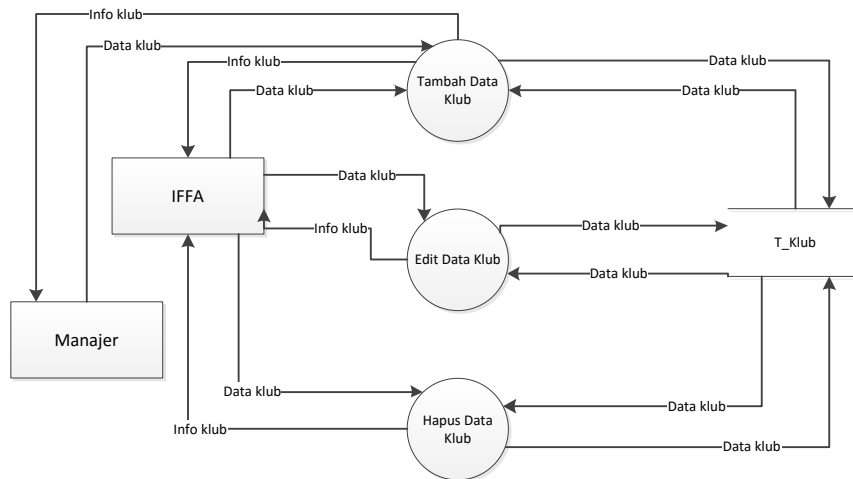 Info klub
Data klub
Info klub
Data klub
Tambah Data
Klub
Data klub
Data klub
IFFA
Data klub
Info klub
Edit Data Klub
Data klub
Data klub
T_Klub
Manajer
Data klub
Info klub
Hapus Data
Klub
Data klub
Data klub